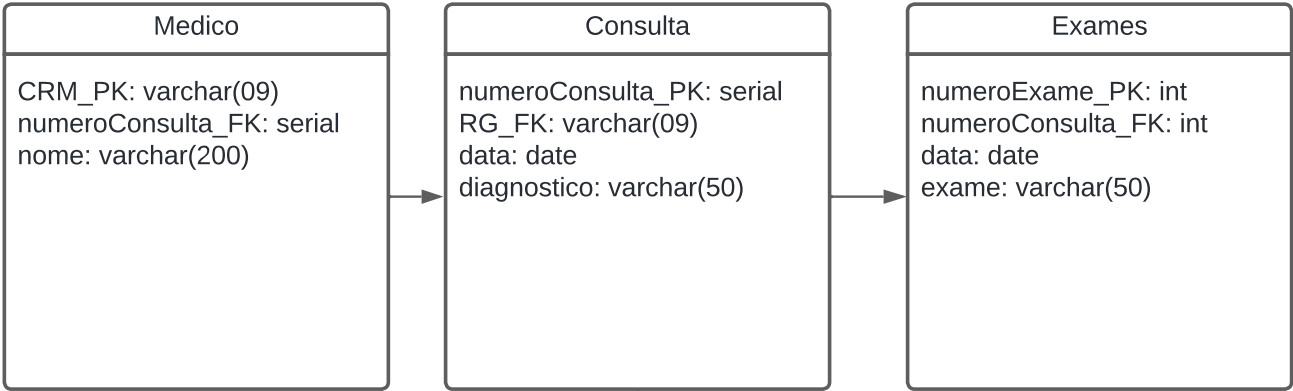 Medico
CRM_PK: varchar(09)
numeroConsulta_FK: serial
nome: varchar(200)
Consulta
numeroConsulta_PK: serial
RG_FK: varchar(09)
data: date
diagnostico: varchar(50)
Exames
numeroExame_PK: int
numeroConsulta_FK: int
data: date
exame: varchar(50)